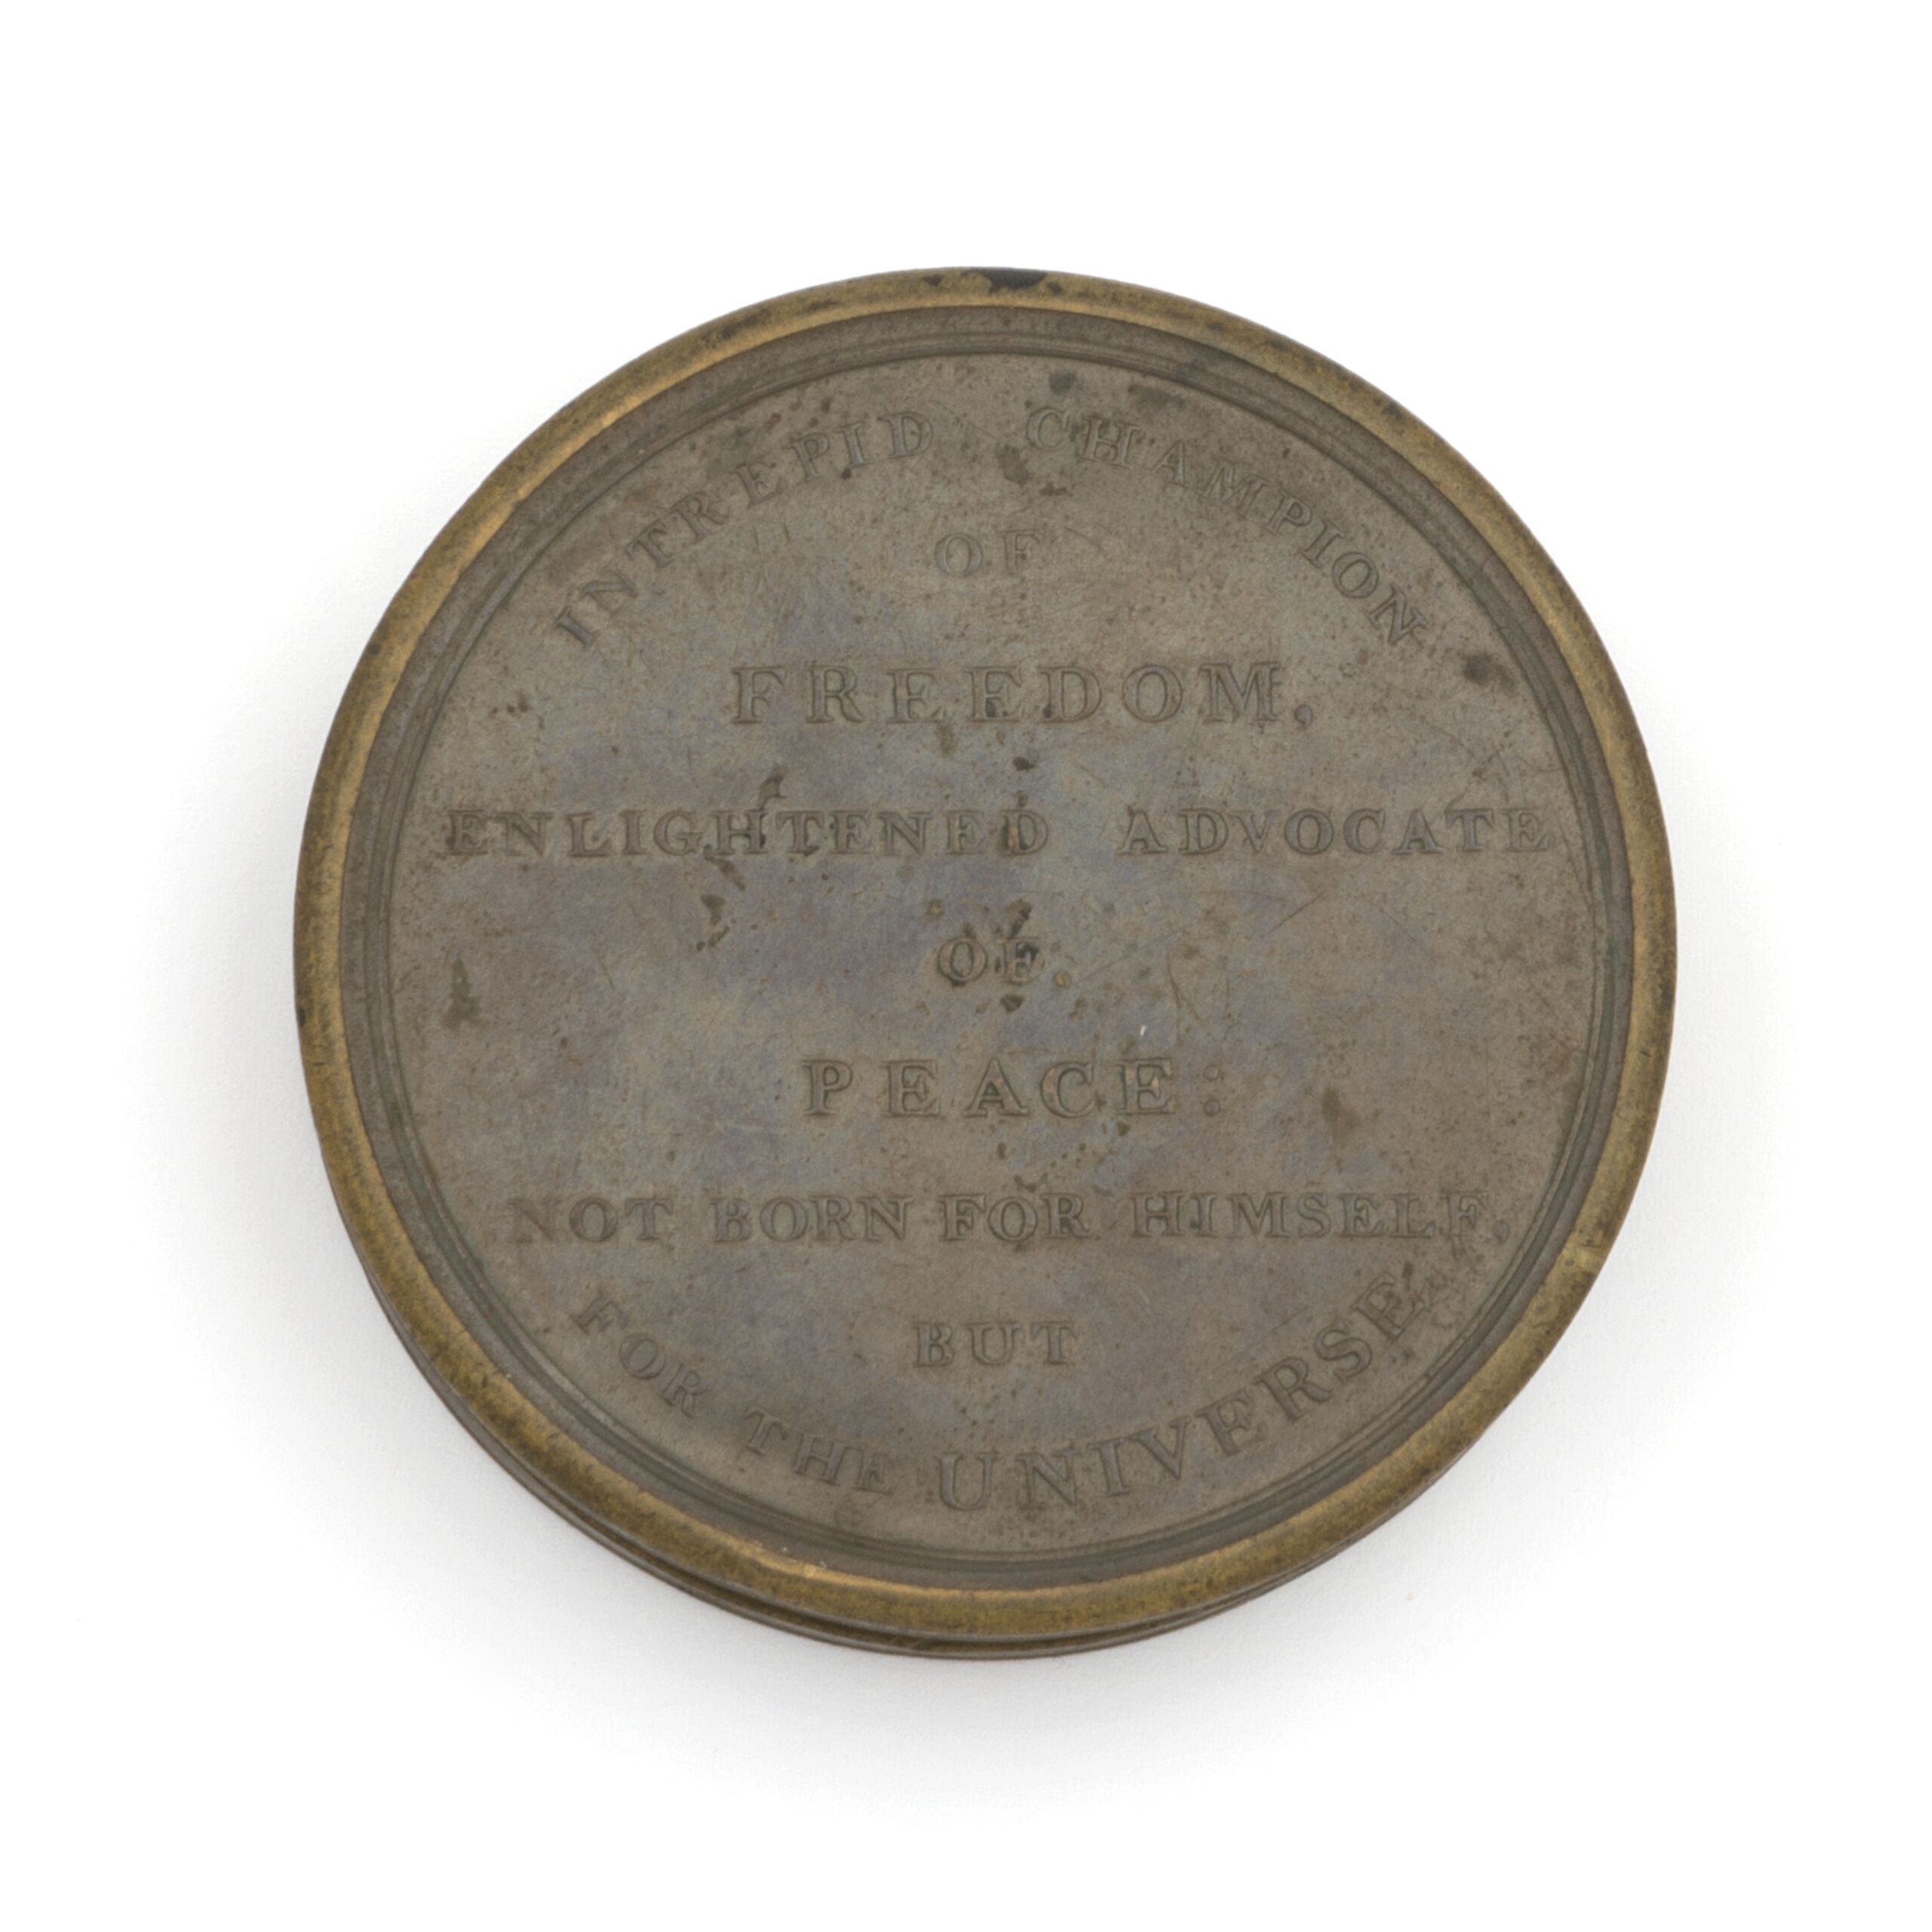 INTREPID CHAMPION
OF
FREEDOM,
ENLIGHTENED ADVOCATE
OF
PEACE:
NOT BORN FOR HIMSELF,
BUT
FOR THE UNIVERSE.